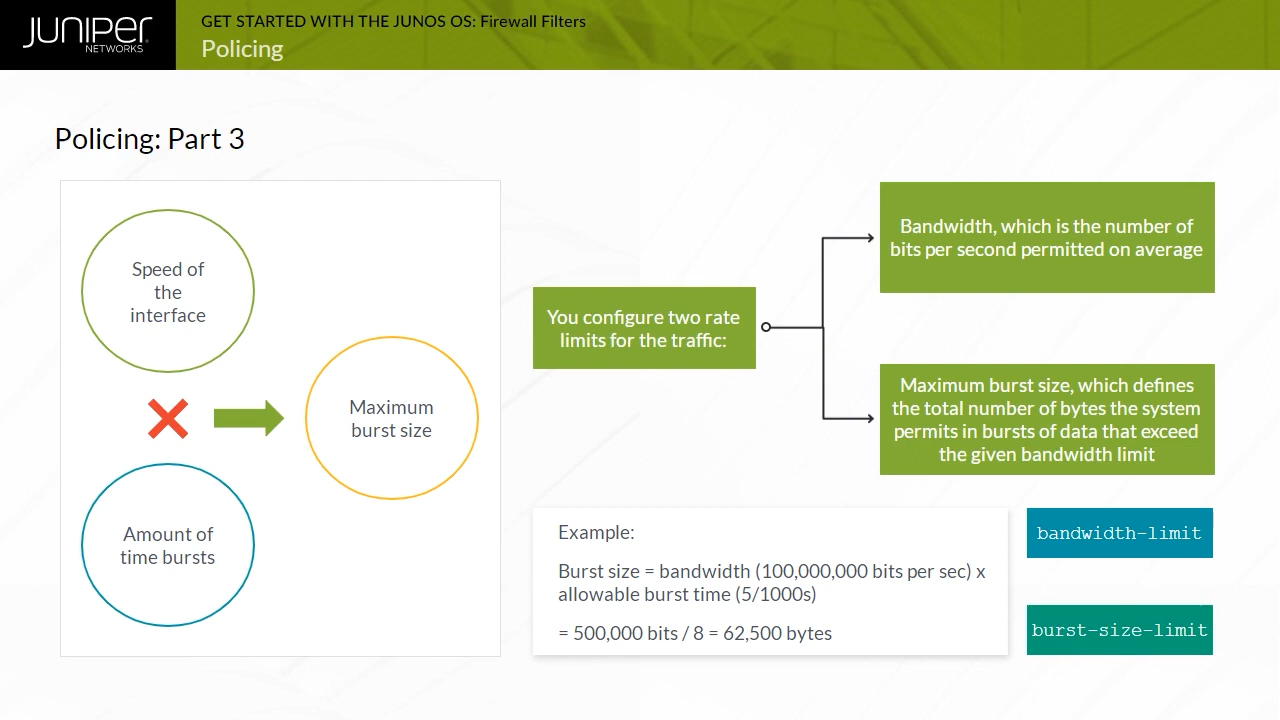 JUNIPER
NETWORKS
GET STARTED WITH THE JUNOS OS: Firewall Filters
Policing
Policing: Part 3
Speed of
the
interface
Maximum
burst size
Amount of
time bursts
You configure two rate
limits for the traffic:
Bandwidth, which is the number of
bits per second permitted on average
Maximum burst size, which defines
the total number of bytes the system
permits in bursts of data that exceed
the given bandwidth limit
Example:
Burst size = bandwidth (100,000,000 bits per sec) x
allowable burst time (5/1000s)
= 500,000 bits / 8 = 62,500 bytes
bandwidth-limit
burst-size-limit